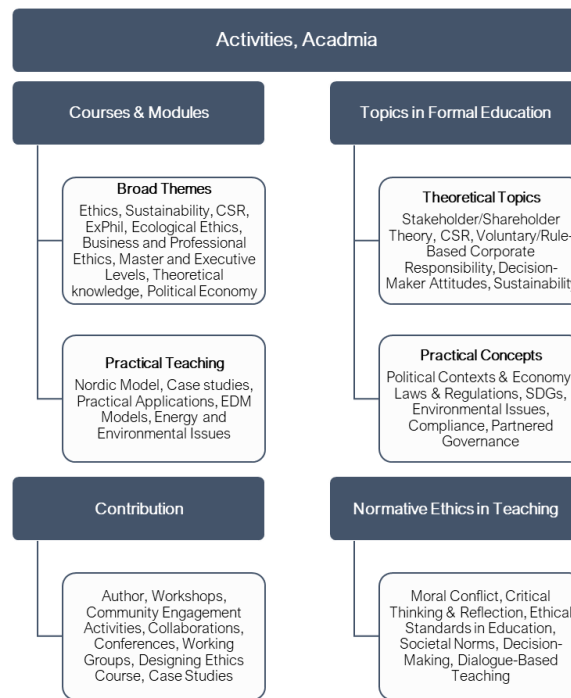 Activities, Acadmia
Courses & Modules
Broad Themes
Ethics, Sustainability, CSR,
ExPhil, Ecological Ethics,
Business and Professional
Ethics, Master and Executive
Levels, Theoretical
knowledge, Political Economy
Practical Teaching
Nordic Model, Case studies,
Practical Applications, EDM
Models, Energy and
Environmental Issues
Topics in Formal Education
Theoretical Topics
Stakeholder/Shareholder
Theory, CSR, Voluntary/Rule-
Based Corporate
Responsibility, Decision-
Maker Attitudes, Sustainability
Practical Concepts
Political Contexts & Economy
Laws & Regulations, SDGs,
Environmental Issues,
Compliance, Partnered
Governance
Contribution
Author, Workshops,
Community Engagement
Activities, Collaborations,
Conferences, Working
Groups, Designing Ethics
Course, Case Studies
Normative Ethics in Teaching
Moral Conflict, Critical
Thinking & Reflection, Ethical
Standards in Education,
Societal Norms, Decision-
Making, Dialogue-Based
Teaching